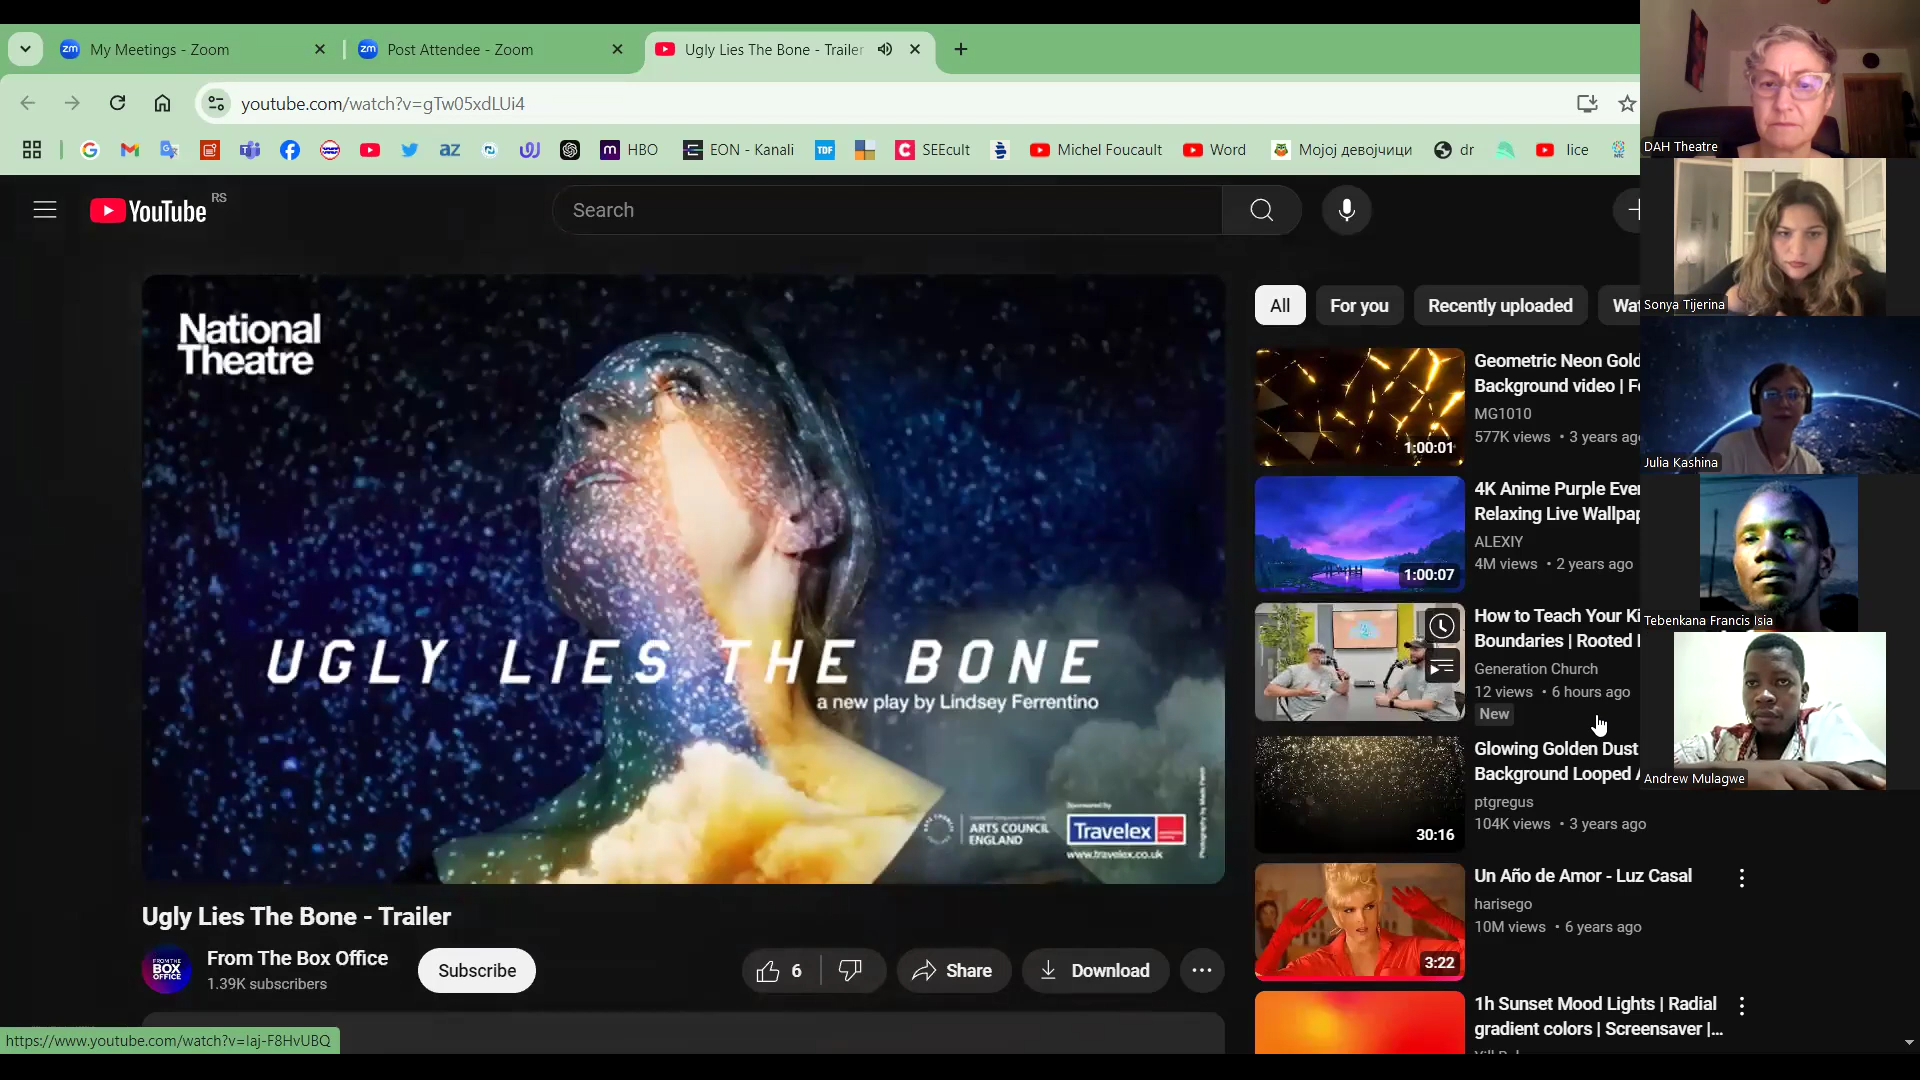 My Meetings - Zoom
Post Attendee - Zoom
Ugly Lies The Bone - Trailer
youtube.com/watch?v=gTw05xdLUi4
HBO
EON - Kanali
SEEcult
Michel Foucault
Word
Мојој девојчици
dr
lice
YouTube RS
Search
National
Theatre
UGLY LIES THE BONE
a new play by Lindsey Ferrentino
ARTS COUNCIL
ENGLAND
Sponsored by
Travelex
www.travelex.co.uk
Ugly Lies The Bone - Trailer
FROM THE
BOX
OFFICE
From The Box Office
1.39K subscribers
Subscribe
6
Share
Download
All
For you
Recently uploaded
Geometric Neon Gold
Background video |
MG1010
577K views • 3 years ago
1:00:01
4K Anime Purple
Relaxing Live
ALEXIY
4M views • 2 years ago
1:00:07
How to Teach Your
Boundaries | Rooted
Generation Church
12 views • 6 hours ago
New
Glowing Golden Dust
Background Looped
ptgregus
104K views • 3 years ago
30:16
Un Año de Amor - Luz Casal
harisego
10M views • 6 years ago
3:22
1h Sunset Mood Lights | Radial
gradient colors | Screensaver |...
DAH Theatre
Sonya Tijerina
Julia Kashina
Tebenkana Francis Isia
Andrew Mulagwe
https://www.youtube.com/watch?v=Iaj-F8HvUBQ